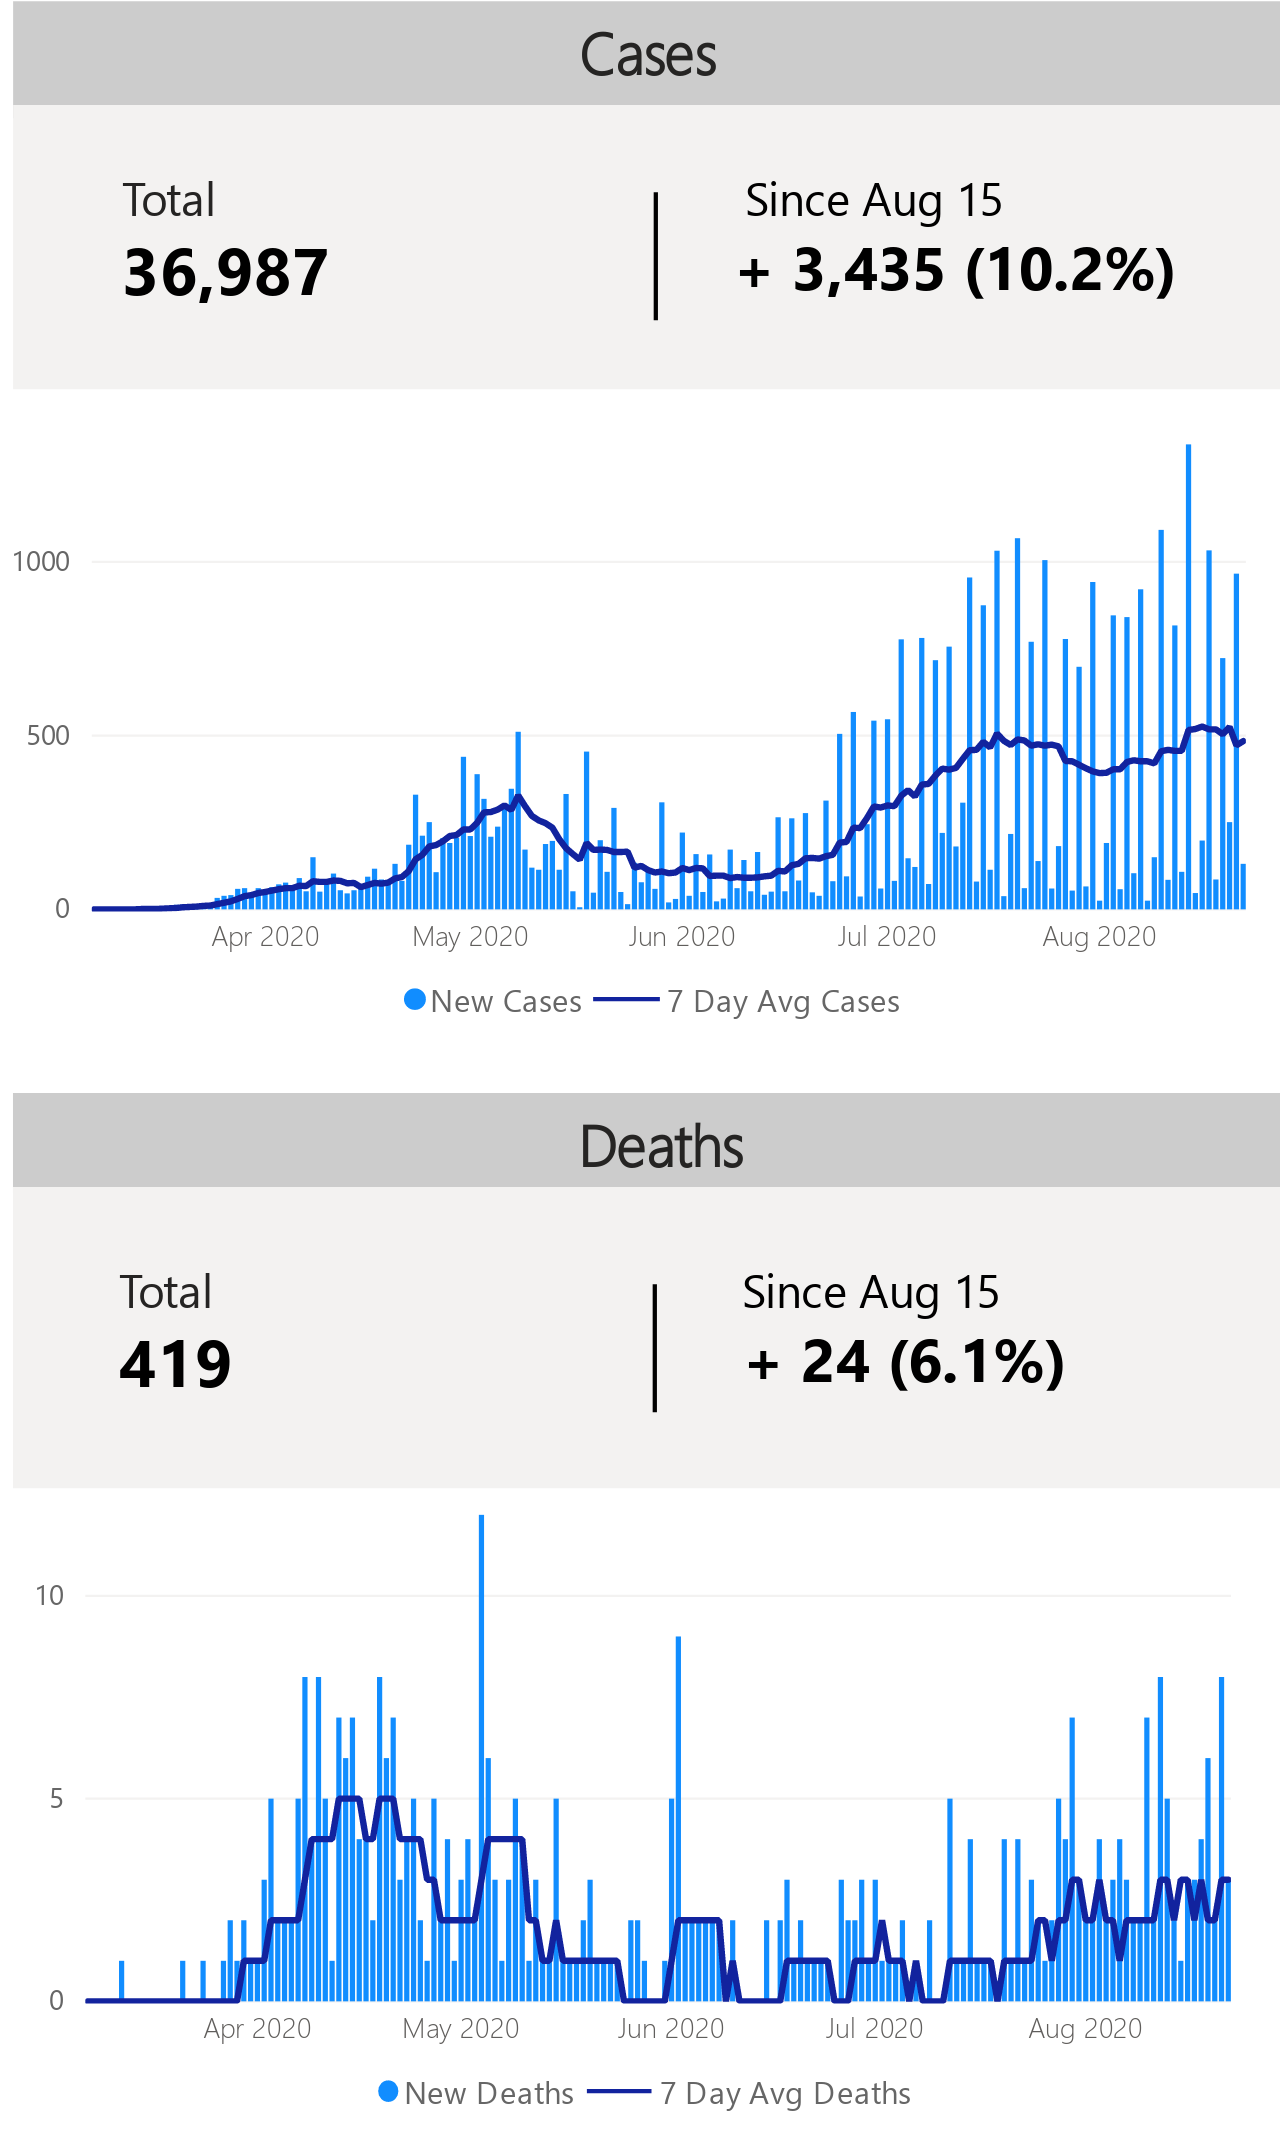 Cases
Total
Since Aug 15
36,987
+ 3,435 (10.2%)
1000
500
0
Apr 2020 May 2020 Jun 2020 Jul 2020 Aug 2020
New Cases 7 Day Avg Cases
Deaths
Total
Since Aug 15
419
+ 24 (6.1%)
10
5
0
Apr 2020 May 2020 Jun 2020 Jul 2020 Aug 2020
New Deaths 7 Day Avg Deaths